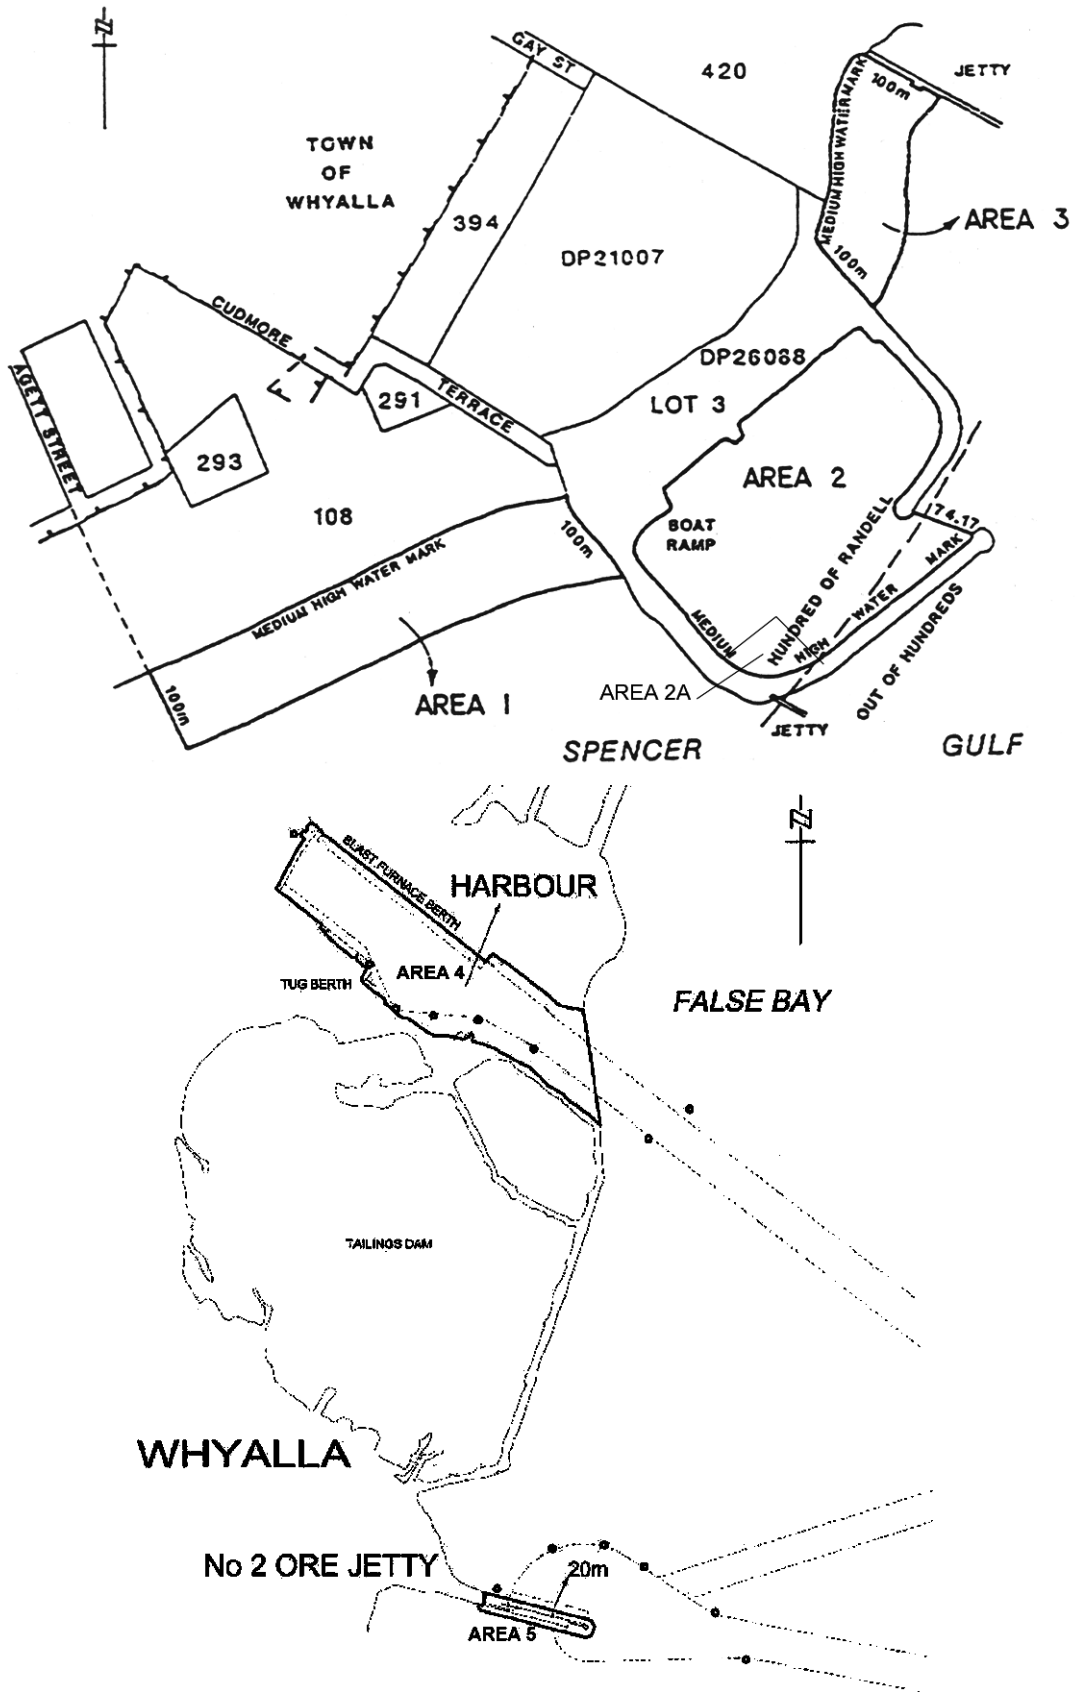 N
GAY ST
420
JETTY
100m
MEDIUM HIGH WATER MARK
TOWN
OF
WHYALLA
394
DP21007
AREA 3
100m
CUDMORE
DP26088
LOT 3
291
TERRACE
AGETT STREET
293
AREA 2
108
BOAT
RAMP
100m
74.17
HUNDRED OF RANDELL
MEDIUM HIGH WATER MARK
MEDIUM
HIGH
WATER
MARK
OUT OF HUNDREDS
AREA 2A
100m
AREA 1
JETTY
SPENCER
GULF
N
BLAST FURNACE BERTH
HARBOUR
AREA 4
TUG BERTH
FALSE BAY
TAILINGS DAM
WHYALLA
No 2 ORE JETTY
20m
AREA 5